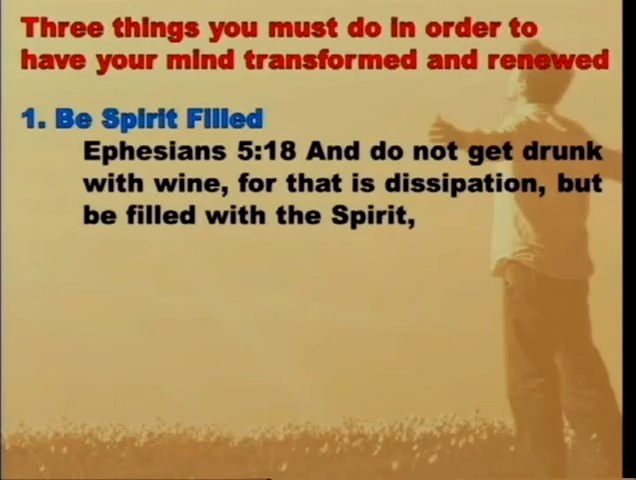 Three things you must do in order to
have your mind transformed and renewed
1. Be Spirit Filled
Ephesians 5:18 And do not get drunk
with wine, for that is dissipation, but
be filled with the Spirit,